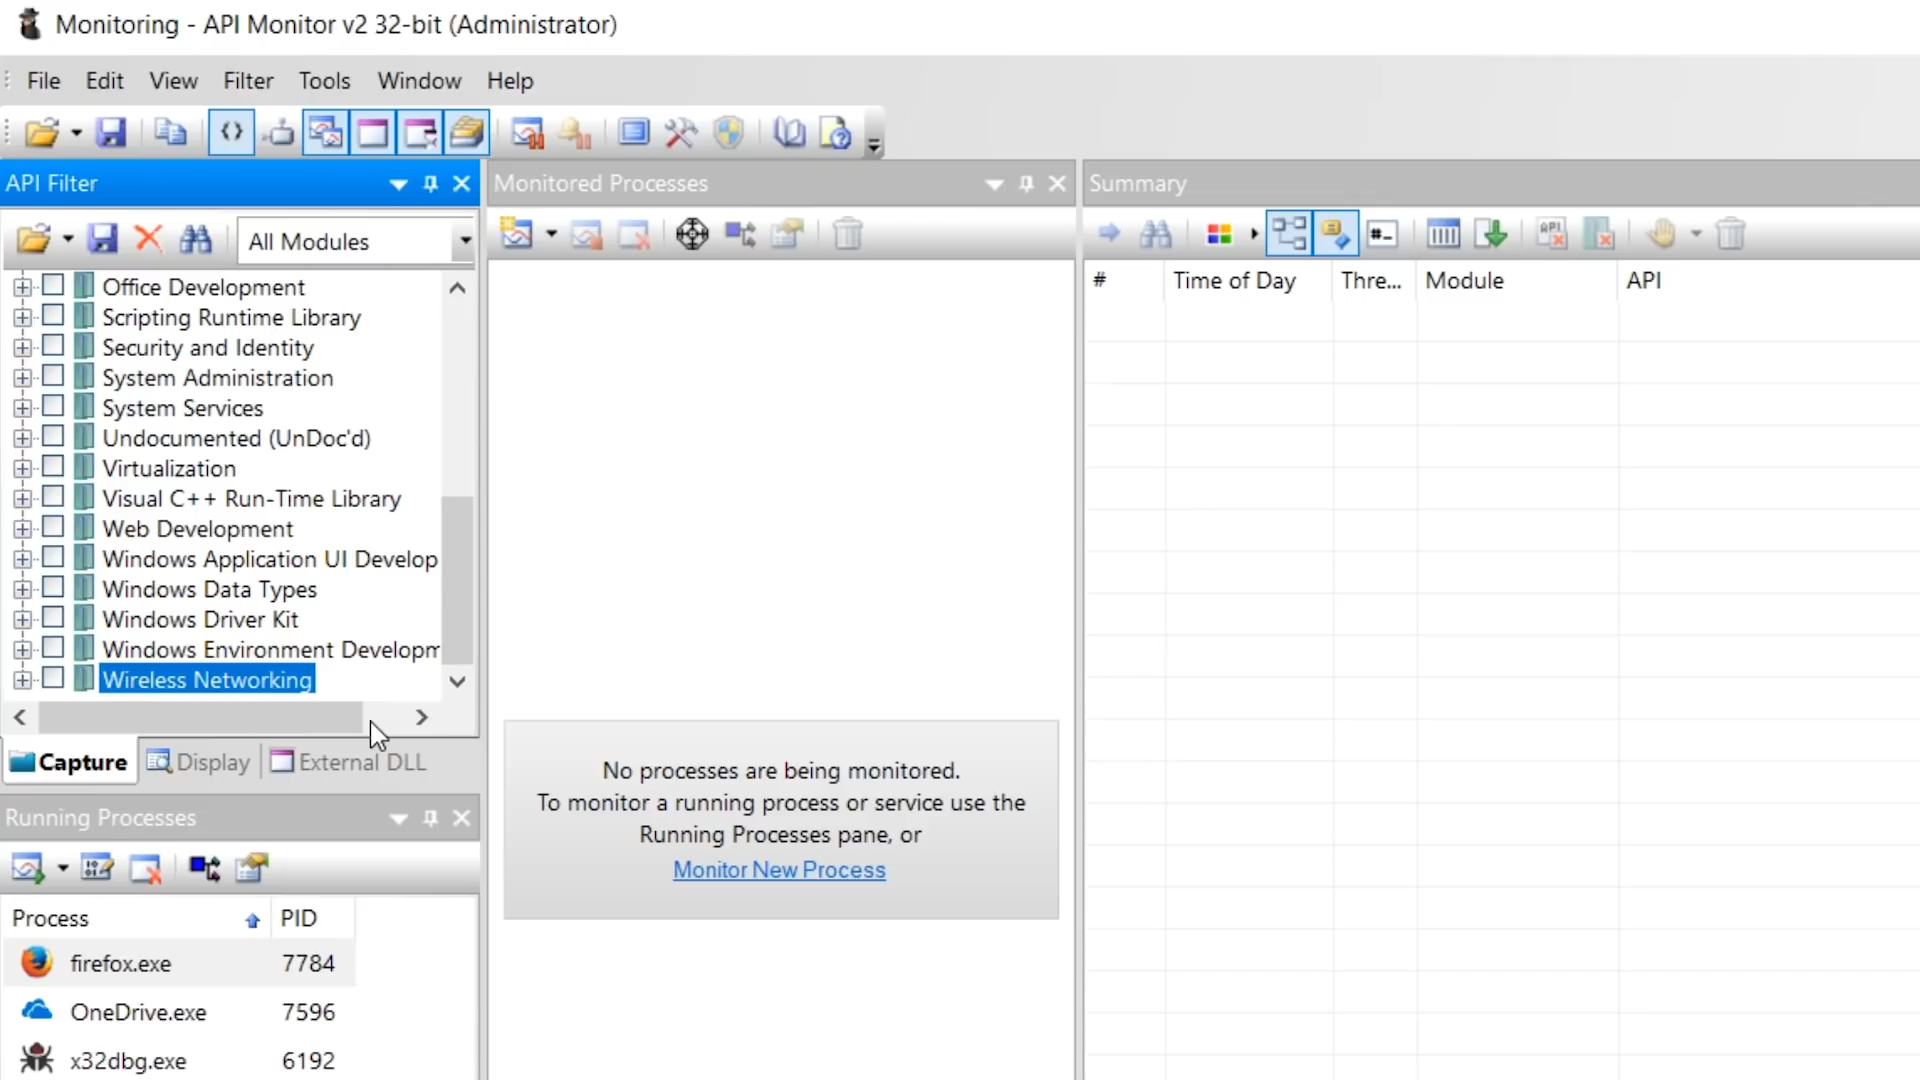 Monitoring - API Monitor v2 32-bit (Administrator)
File Edit View Filter Tools Window Help
API Filter
Monitored Processes
Summary
All Modules
# Time of Day Thre... Module API
Office Development
Scripting Runtime Library
Security and Identity
System Administration
System Services
Undocumented (UnDoc'd)
Virtualization
Visual C++ Run-Time Library
Web Development
Windows Application UI Develop
Windows Data Types
Windows Driver Kit
Windows Environment Developm
Wireless Networking
Capture Display External DLL
No processes are being monitored.
To monitor a running process or service use the
Running Processes pane, or
Monitor New Process
Running Processes
Process PID
firefox.exe 7784
OneDrive.exe 7596
x32dbg.exe 6192